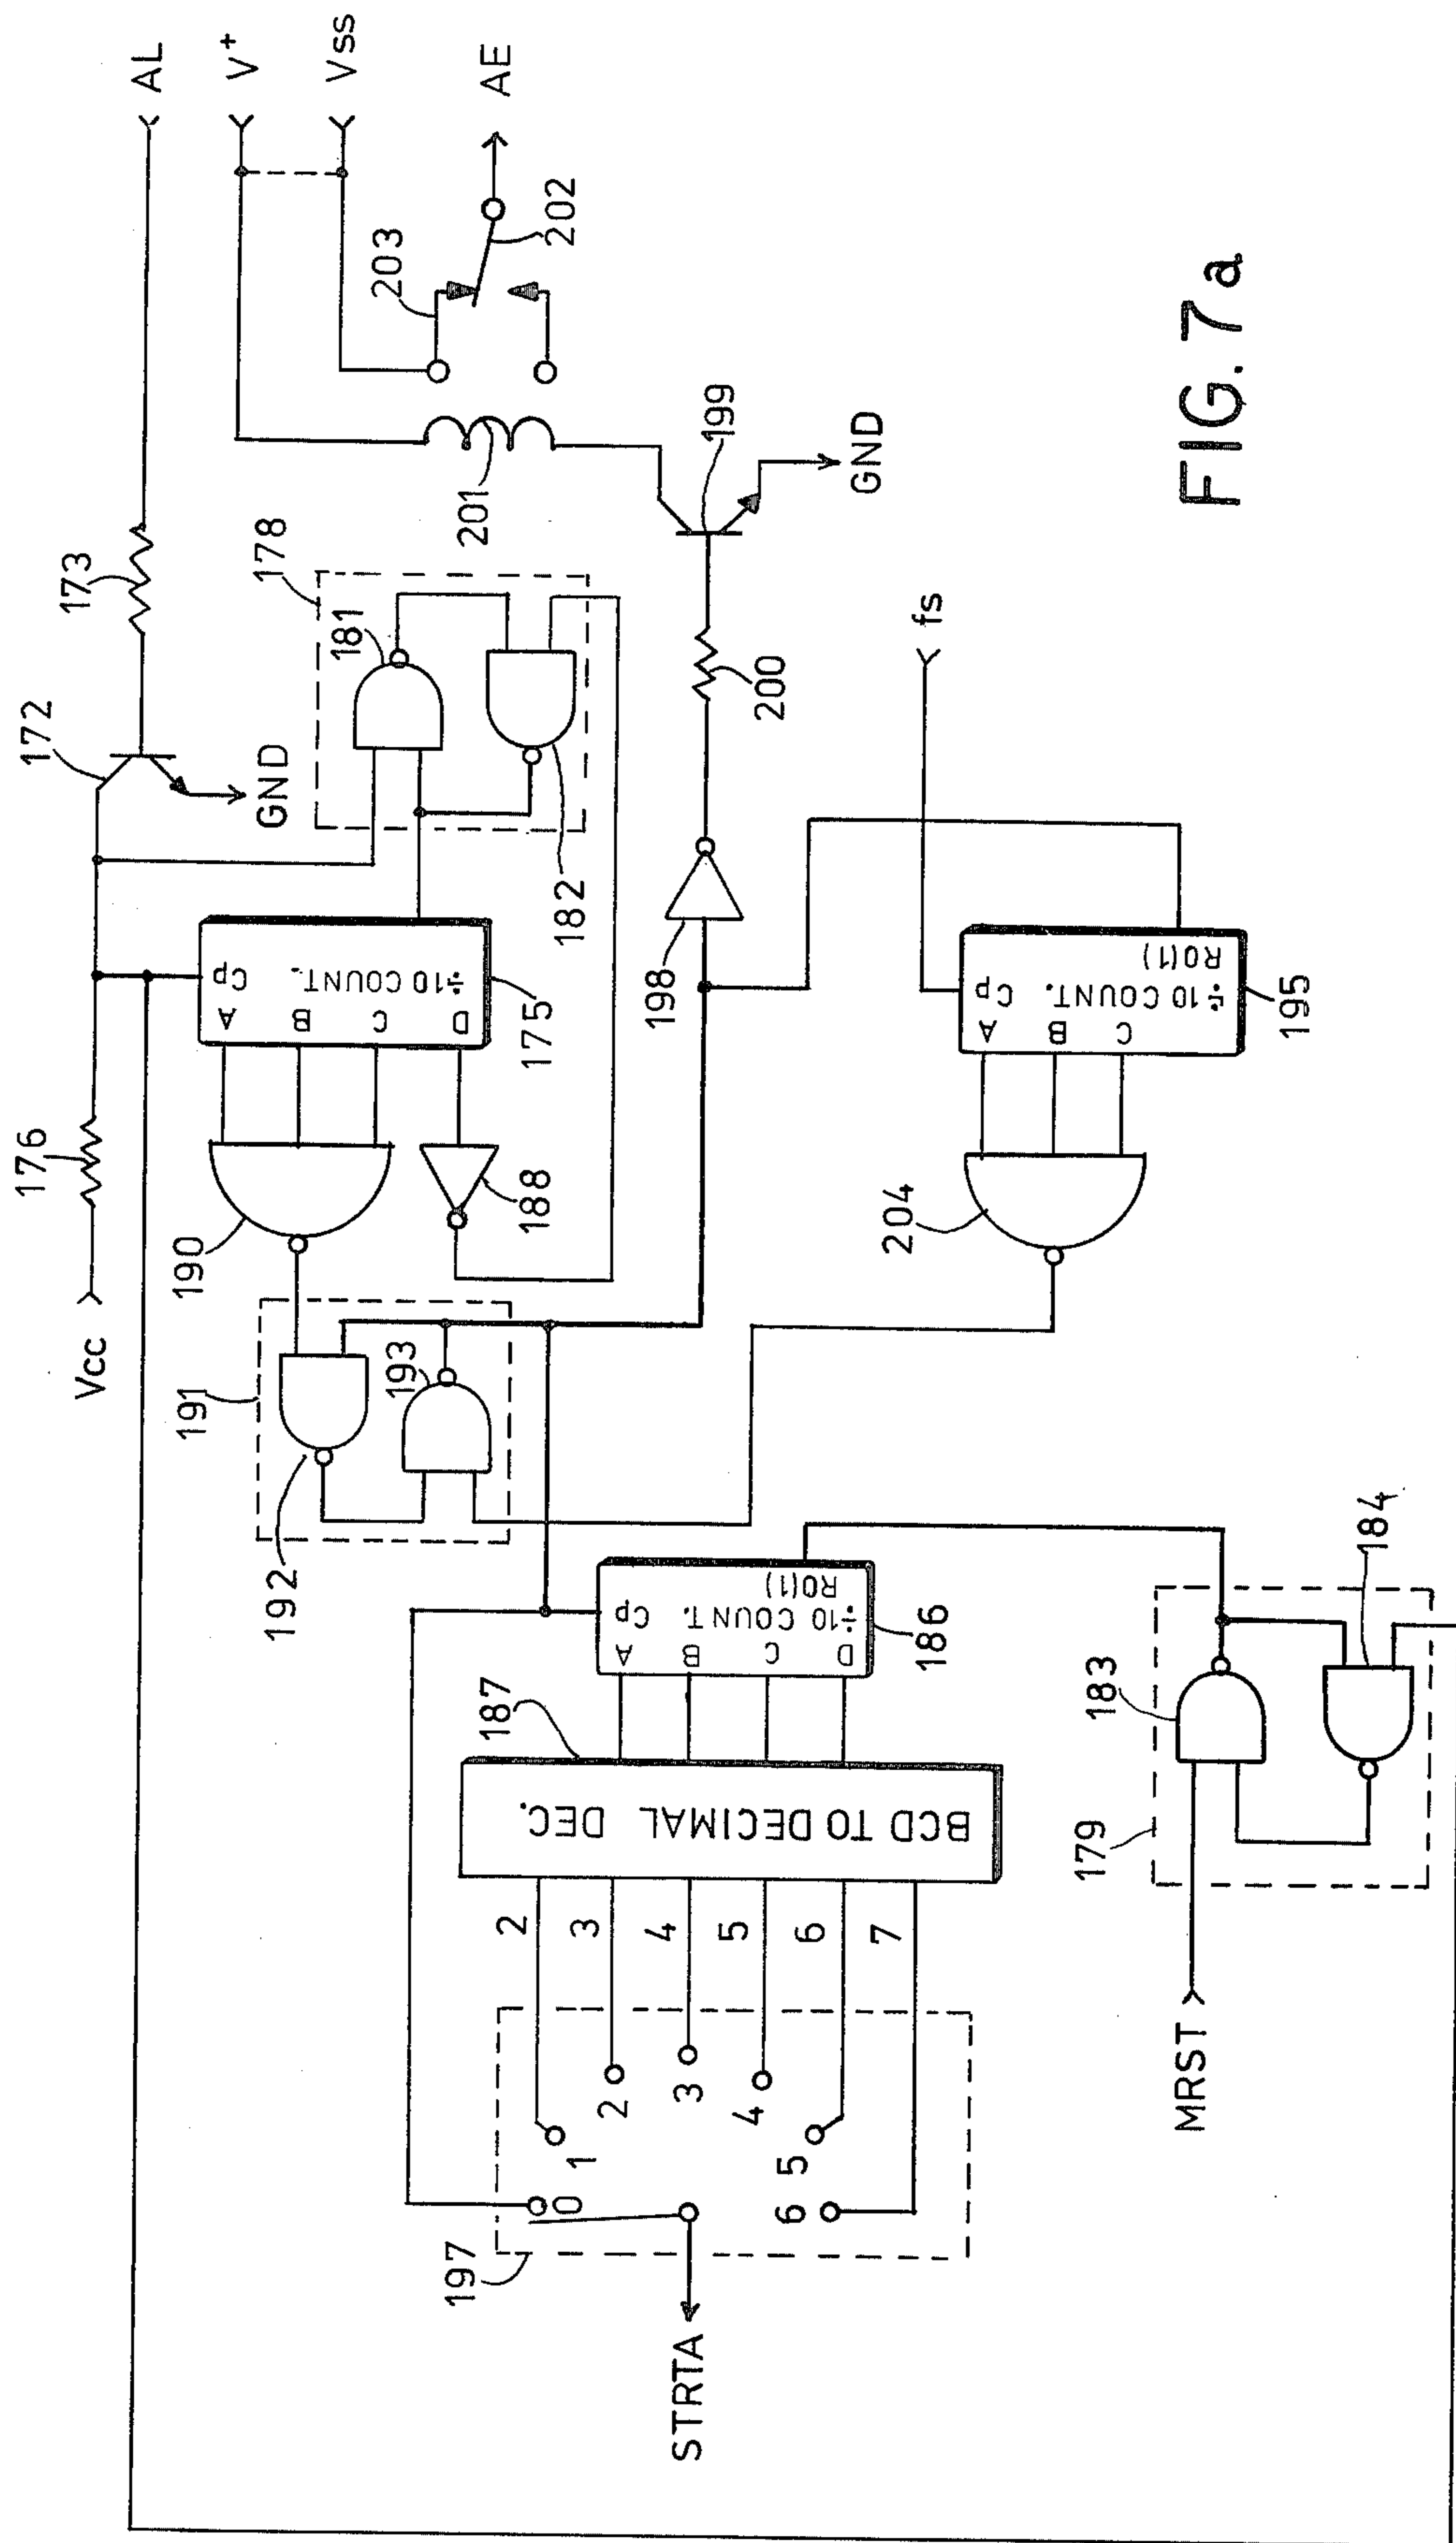 AL
V+
Vss
AE
173
172
GND
176
Vcc
203
202
201
199
GND
178
181
182
Cp
÷10 COUNT.
A
B
C
D
175
188
190
191
192
193
198
200
fs
R0(1)
Cp
÷10 COUNT.
A
B
C
195
204
R0(1)
Cp
÷10 COUNT.
A
B
C
D
186
187
BCD TO DECIMAL DEC.
2
3
4
5
6
7
0
1
2
3
4
5
6
197
STRTA
184
183
179
MRST
FIG. 7a